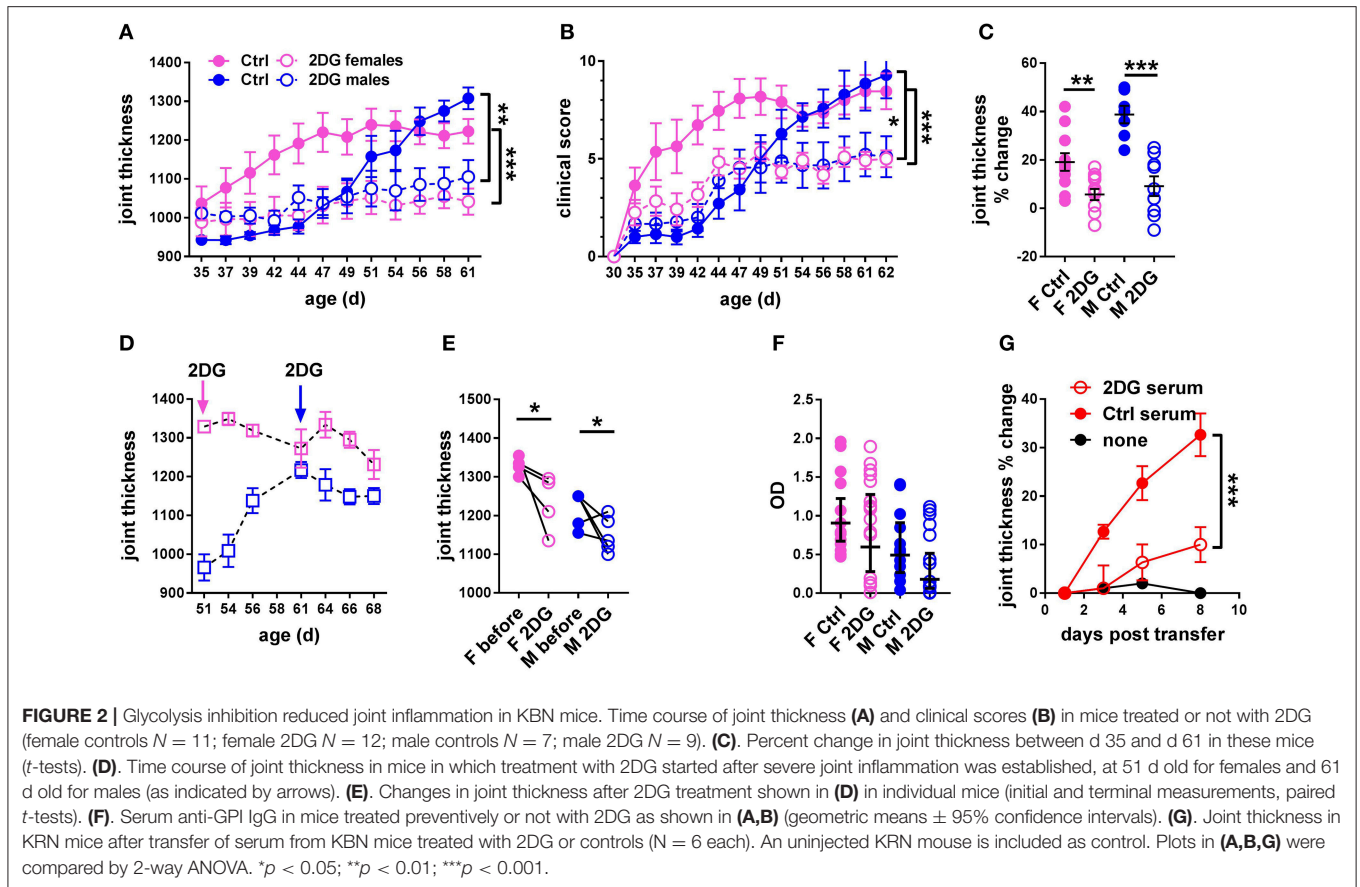 A
Ctrl 2DG females
Ctrl 2DG males
joint thickness
1400
1300
1200
1100
1000
900
35 37 39 42 44 47 49 51 54 56 58 61
age (d)
**
***
B
clinical score
10
5
0
30 35 37 39 42 44 47 49 51 54 56 58 61 62
age (d)
*
***
C
joint thickness
% change
80
60
40
20
0
-20
** ***
F Ctrl
F 2DG
M Ctrl
M 2DG
D
2DG 2DG
joint thickness
1400
1300
1200
1100
1000
900
51 54 56 58 61 64 66 68
age (d)
E
joint thickness
1500
1400
1300
1200
1100
1000
* *
F before
F 2DG
M before
M 2DG
F
OD
2.5
2.0
1.5
1.0
0.5
0.0
F Ctrl
F 2DG
M Ctrl
M 2DG
G
2DG serum
Ctrl serum
none
joint thickness % change
40
30
20
10
0
0 2 4 6 8 10
days post transfer
***
FIGURE 2 | Glycolysis inhibition reduced joint inflammation in KBN mice. Time course of joint thickness (A) and clinical scores (B) in mice treated or not with 2DG
(female controls N = 11; female 2DG N = 12; male controls N = 7; male 2DG N = 9). (C). Percent change in joint thickness between d 35 and d 61 in these mice
(t-tests). (D). Time course of joint thickness in mice in which treatment with 2DG started after severe joint inflammation was established, at 51 d old for females and 61
d old for males (as indicated by arrows). (E). Changes in joint thickness after 2DG treatment shown in (D) in individual mice (initial and terminal measurements, paired
t-tests). (F). Serum anti-GPI IgG in mice treated preventively or not with 2DG as shown in (A,B) (geometric means ± 95% confidence intervals). (G). Joint thickness in
KRN mice after transfer of serum from KBN mice treated with 2DG or controls (N = 6 each). An uninjected KRN mouse is included as control. Plots in (A,B,G) were
compared by 2-way ANOVA. *p < 0.05; **p < 0.01; ***p < 0.001.